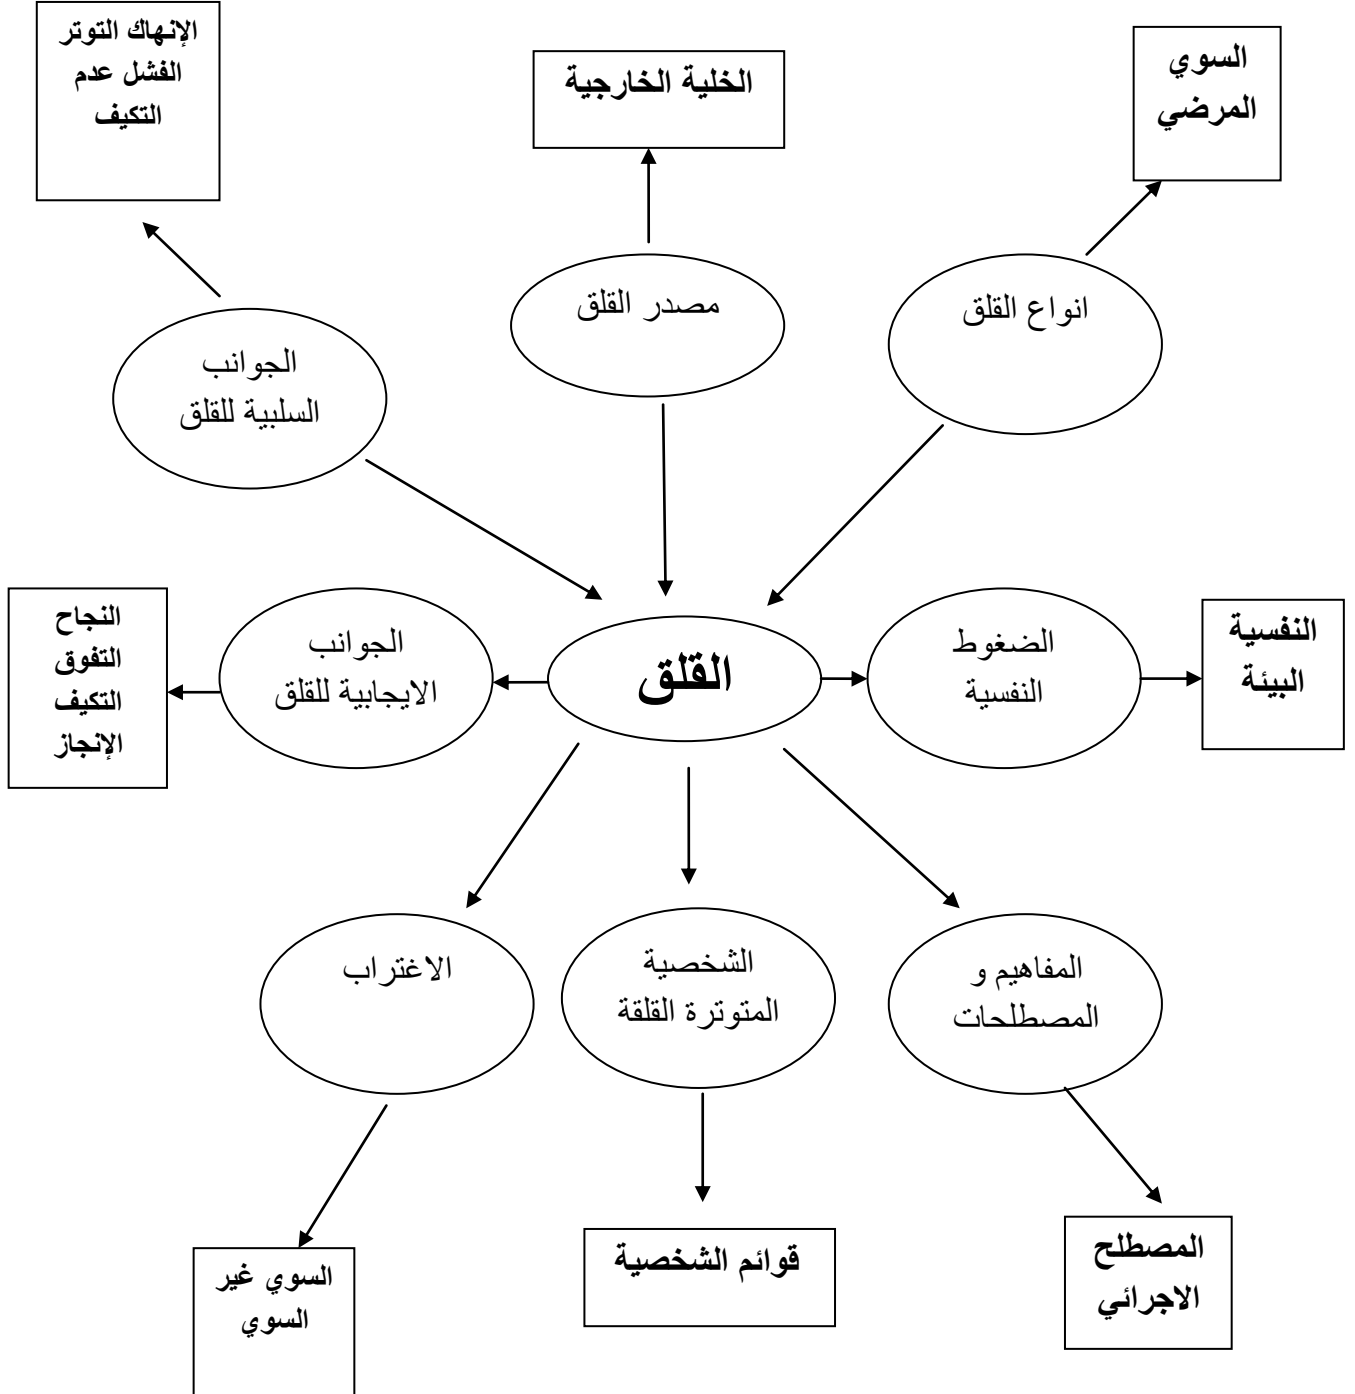 السوي
المرضي
الخلية الخارجية
الإنهاك التوتر
الفشل عدم
التكيف
انواع القلق
مصدر القلق
الجوانب
السلبية للقلق
النفسية
البيئة
الضغوط
النفسية
القلق
الجوانب
الايجابية للقلق
النجاح
التفوق
التكيف
الإنجاز
المفاهيم و
المصطلحات
الشخصية
المتوترة القلقة
الاغتراب
المصطلح
الاجرائي
قوائم الشخصية
السوي غير
السوي